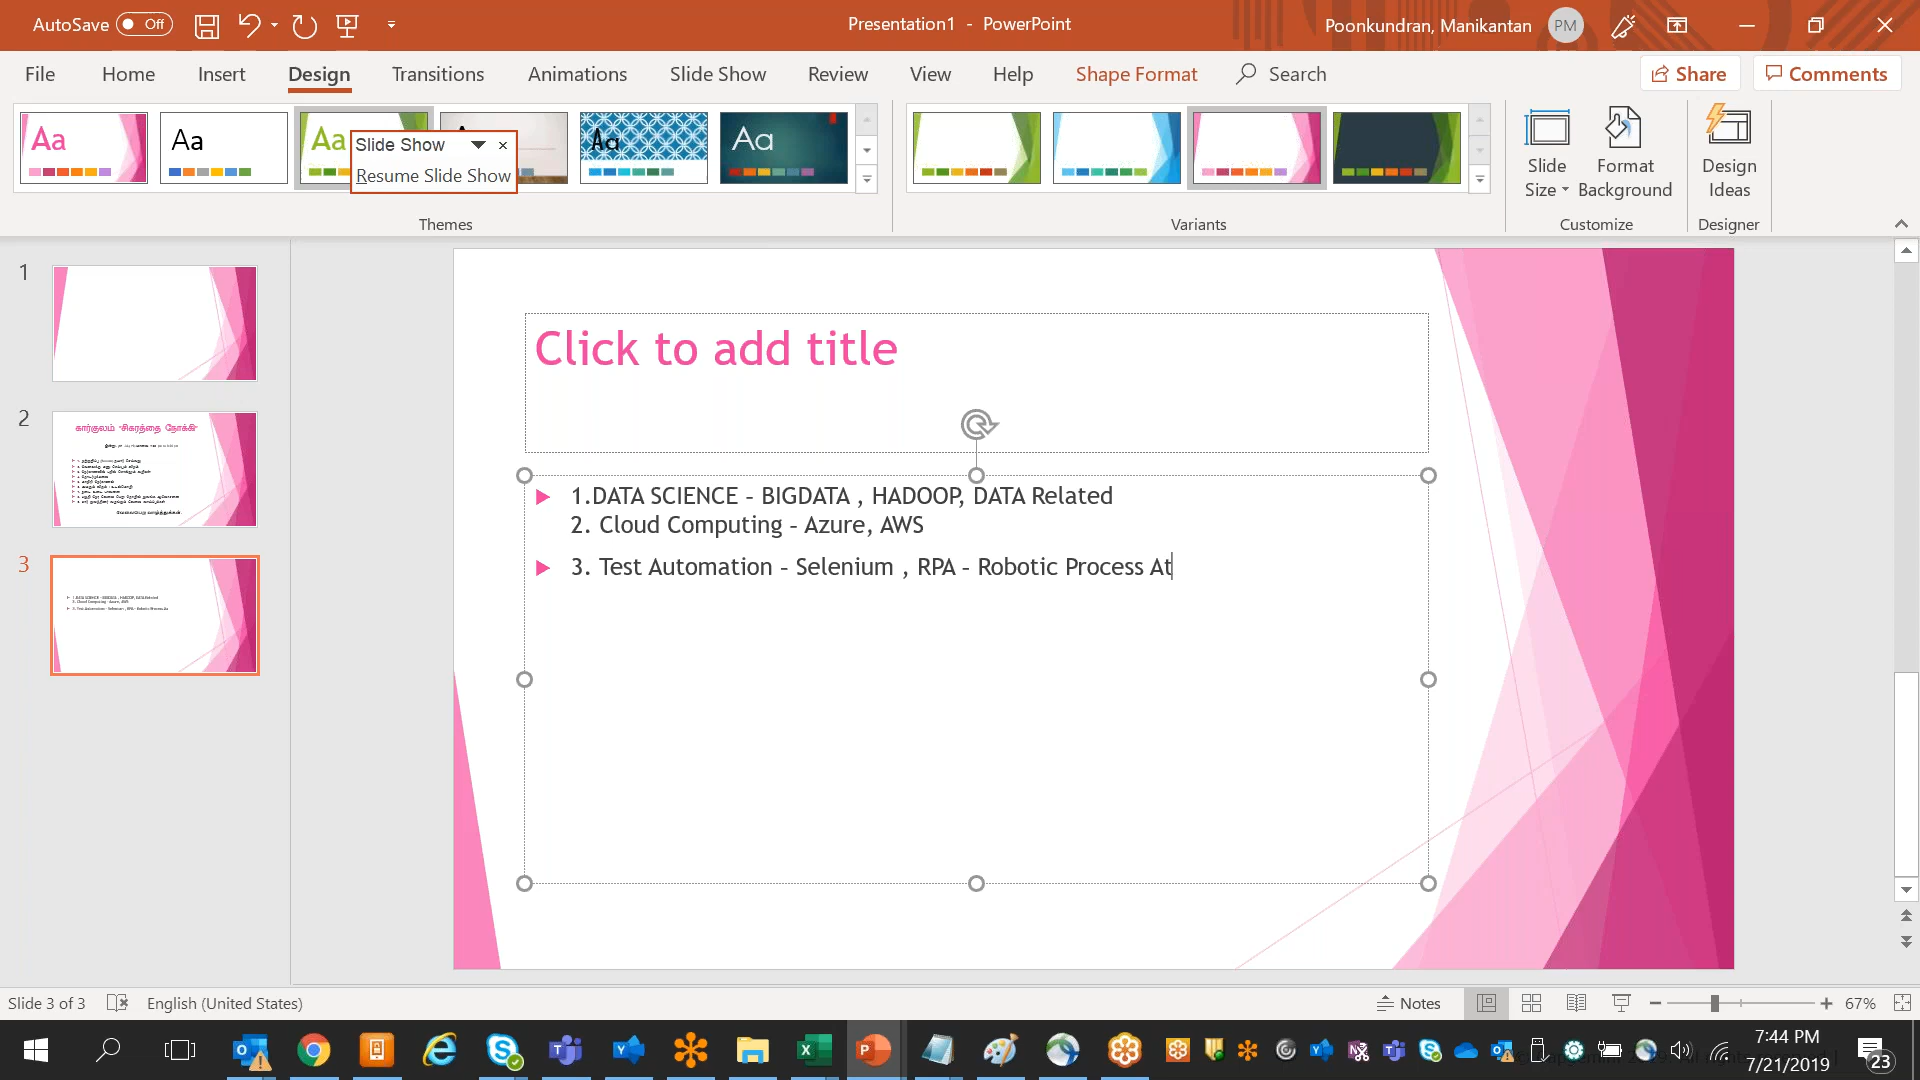 AutoSave Off
Presentation1 - PowerPoint
Poonkundran, Manikantan PM
File Home Insert Design Transitions Animations Slide Show Review View Help Shape Format Search
Share Comments
Aa Aa Aa Aa Aa
Slide Show
Resume Slide Show
Slide Size
Format Background
Design Ideas
Themes
Variants
Customize
Designer
1
2
கார்குலம் "சிகரத்தை நோக்கி"
3
Click to add title
1.DATA SCIENCE – BIGDATA , HADOOP, DATA Related
2. Cloud Computing – Azure, AWS
3. Test Automation – Selenium , RPA – Robotic Process At
Slide 3 of 3
English (United States)
Notes
67%
7:44 PM
7/21/2019
23